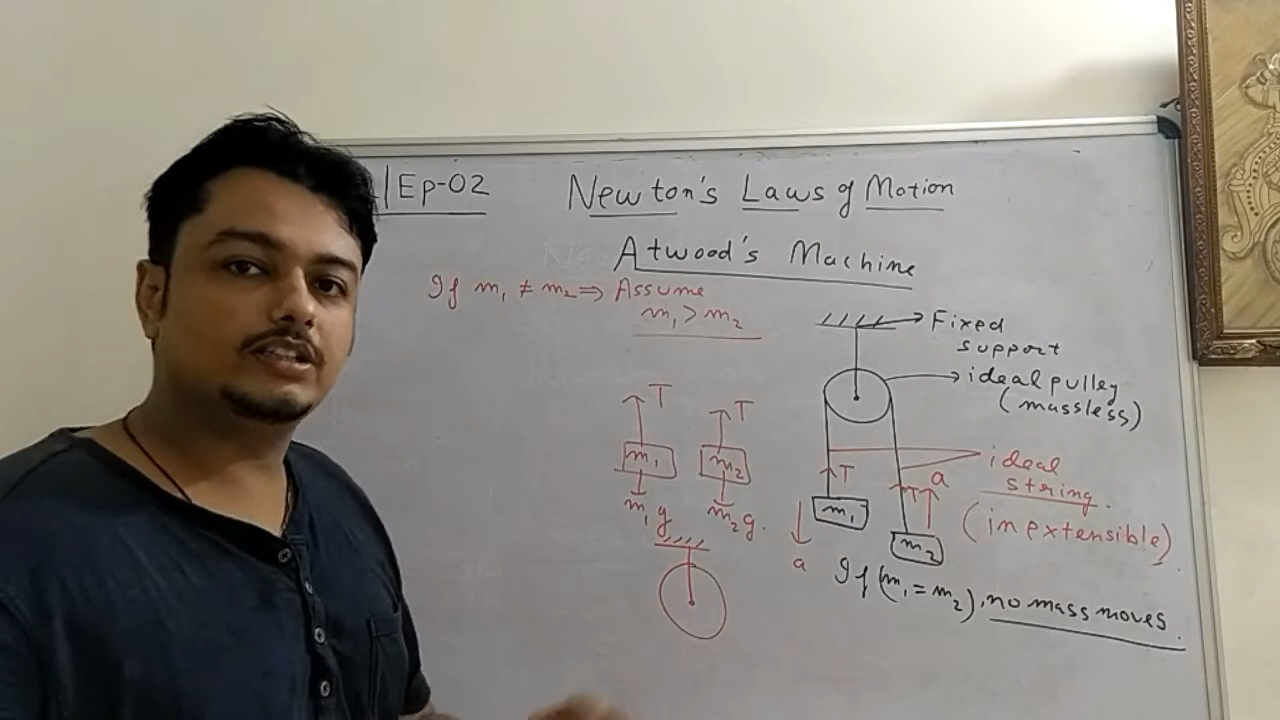 |Ep-02
Newton's Laws of Motion
Atwood's Machine
If m₁ ≠ m₂ ⇒ Assume
m₁ > m₂
Fixed
support
ideal pulley
(massless)
T
T
m₁
m₂
m₁g
m₂g.
ideal
string.
(inextensible)
T
T
a
m₁
m₂
a
If (m₁ = m₂), no mass moves.